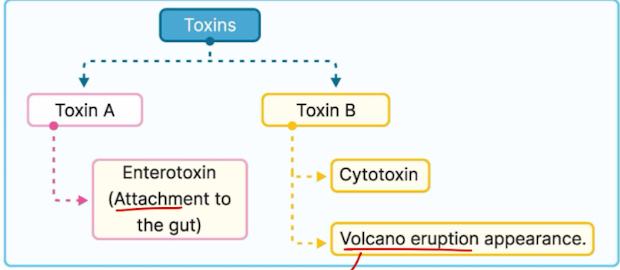 Toxins
Toxin A
Toxin B
Enterotoxin
(Attachment to
the gut)
Cytotoxin
Volcano eruption appearance.